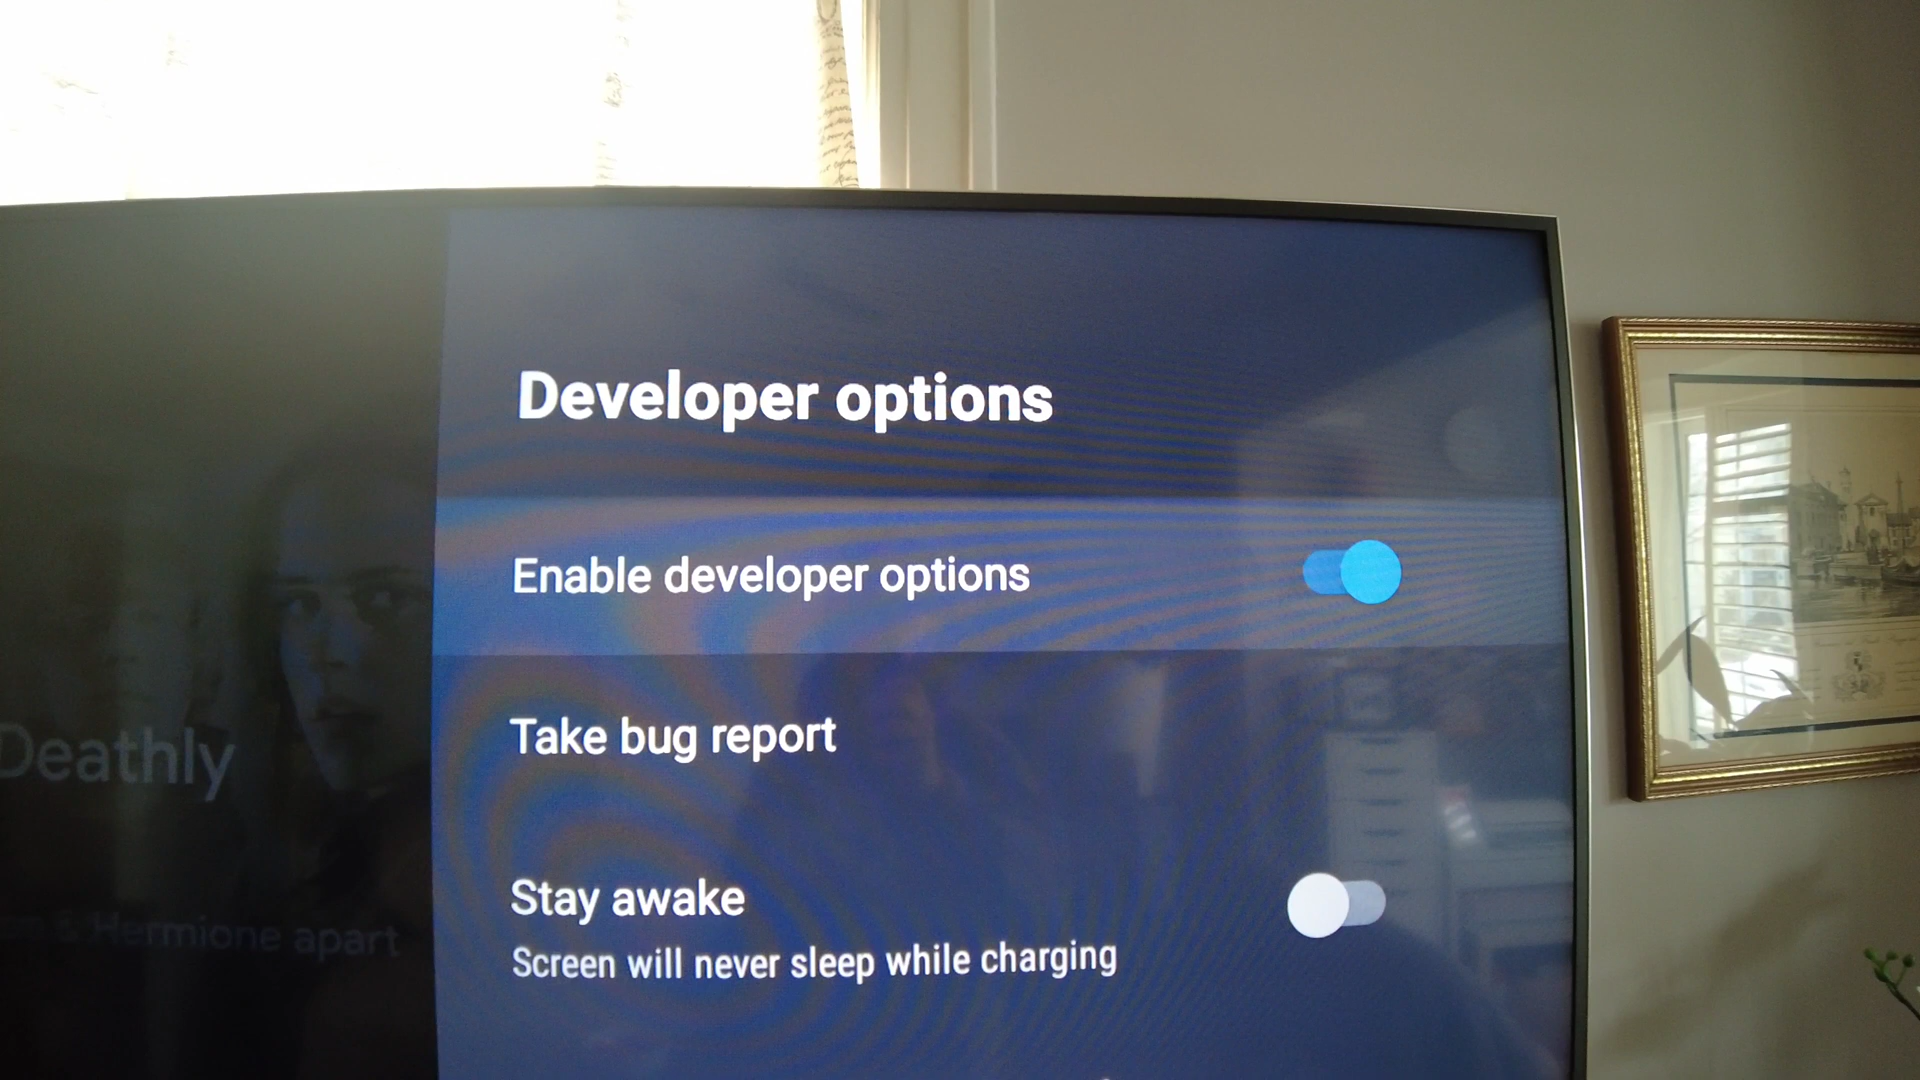 Developer options
Enable developer options
Take bug report
Stay awake
Screen will never sleep while charging
Deathly
& Hermione apart